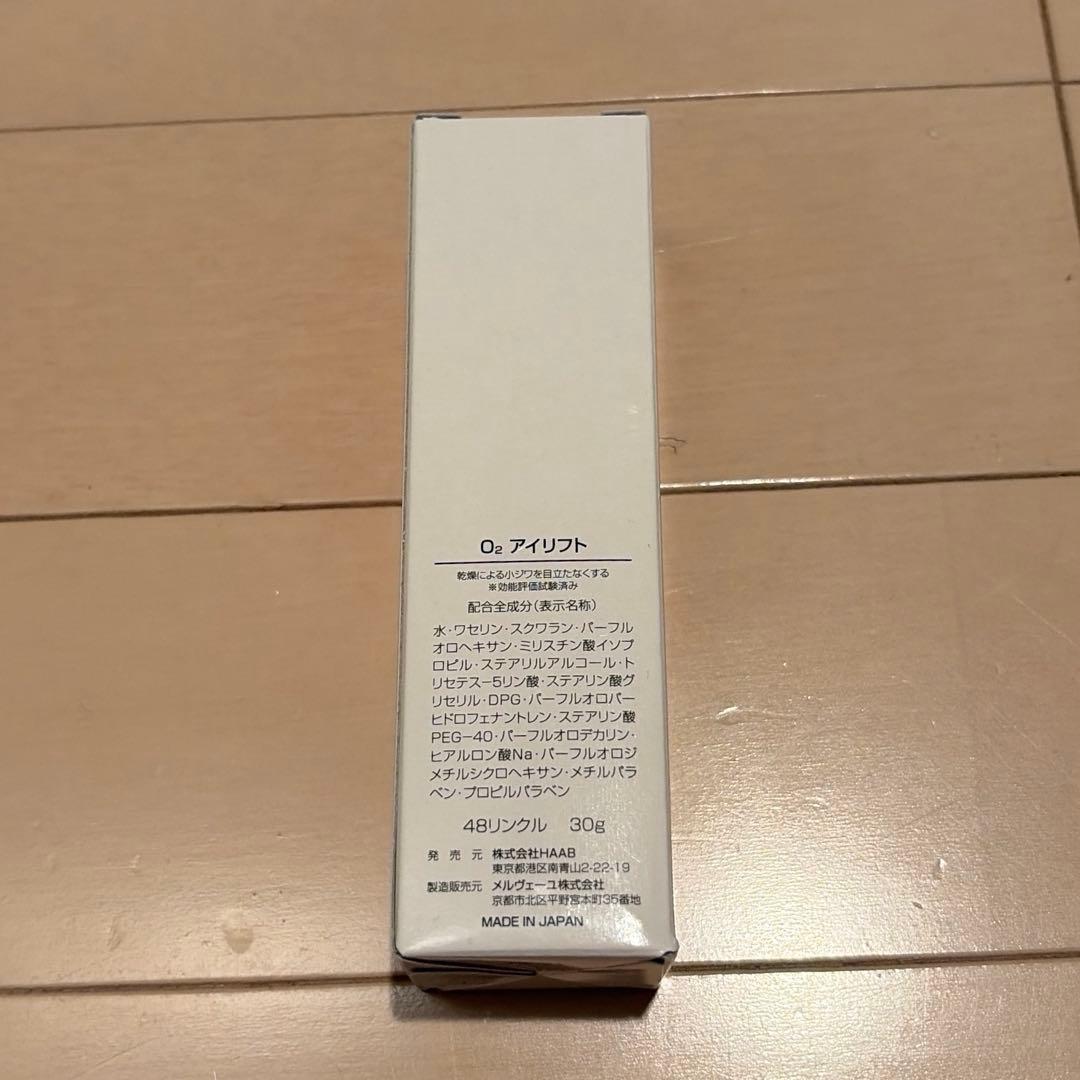 O₂ アイリフト
乾燥による小ジワを目立たなくする
※効能評価試験済み
配合全成分(表示名称)
水・ワセリン・スクワラン・パーフル
オロヘキサン・ミリスチン酸イソプ
ロピル・ステアリルアルコール・ト
リセテス-5リン酸・ステアリン酸グ
リセリル・DPG・パーフルオロパー
ヒドロフェナントレン・ステアリン酸
PEG-40・パーフルオロデカリン・
ヒアルロン酸Na・パーフルオロジ
メチルシクロヘキサン・メチルパラ
ベン・プロピルパラベン
48リンクル 30g
発売元 株式会社HAAB
東京都港区南青山2-22-19
製造販売元 メルヴェーユ株式会社
京都市北区平野宮本町35番地
MADE IN JAPAN